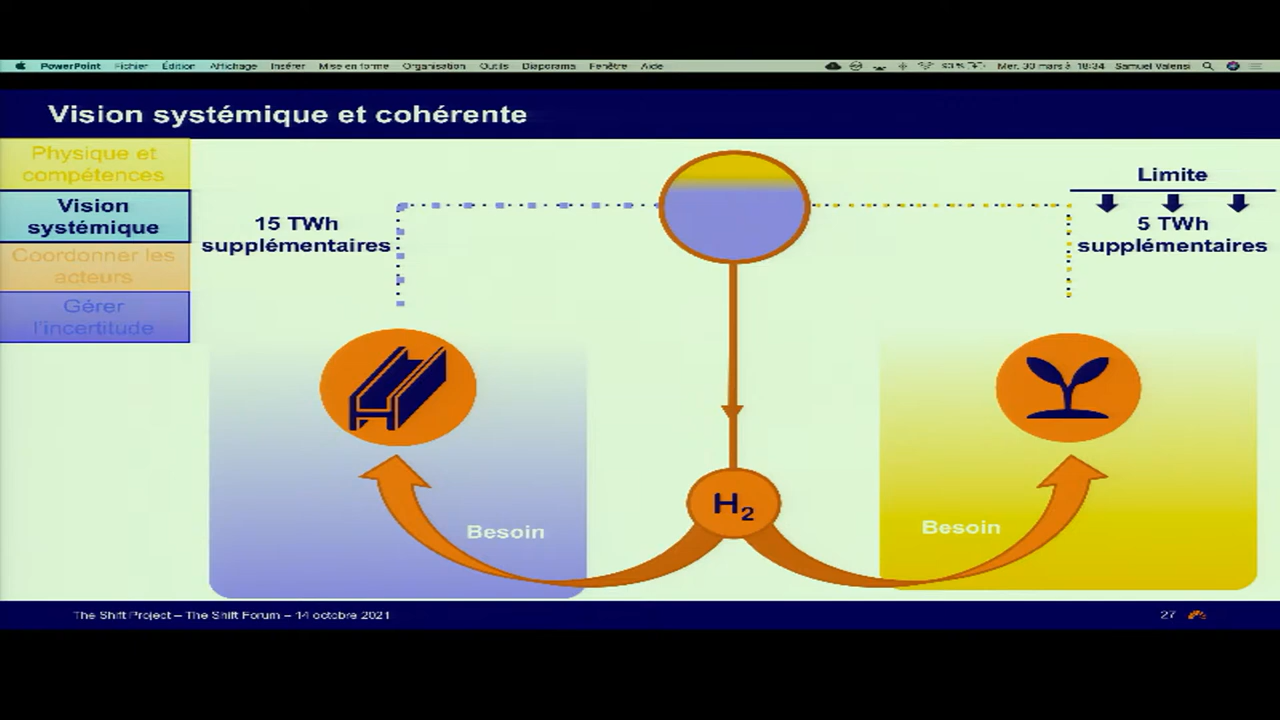 PowerPoint Fichier Édition Affichage Insérer Mise en forme Organisation Outils Diaporama Fenêtre Aide
Mer. 30 mars à 18:34 Samuel Valensi
Vision systémique et cohérente
Physique et
compétences
Vision
systémique
Coordonner les
acteurs
Gérer
l'incertitude
15 TWh
supplémentaires
Limite
5 TWh
supplémentaires
H2
Besoin
Besoin
The Shift Project – The Shift Forum – 14 octobre 2021
27